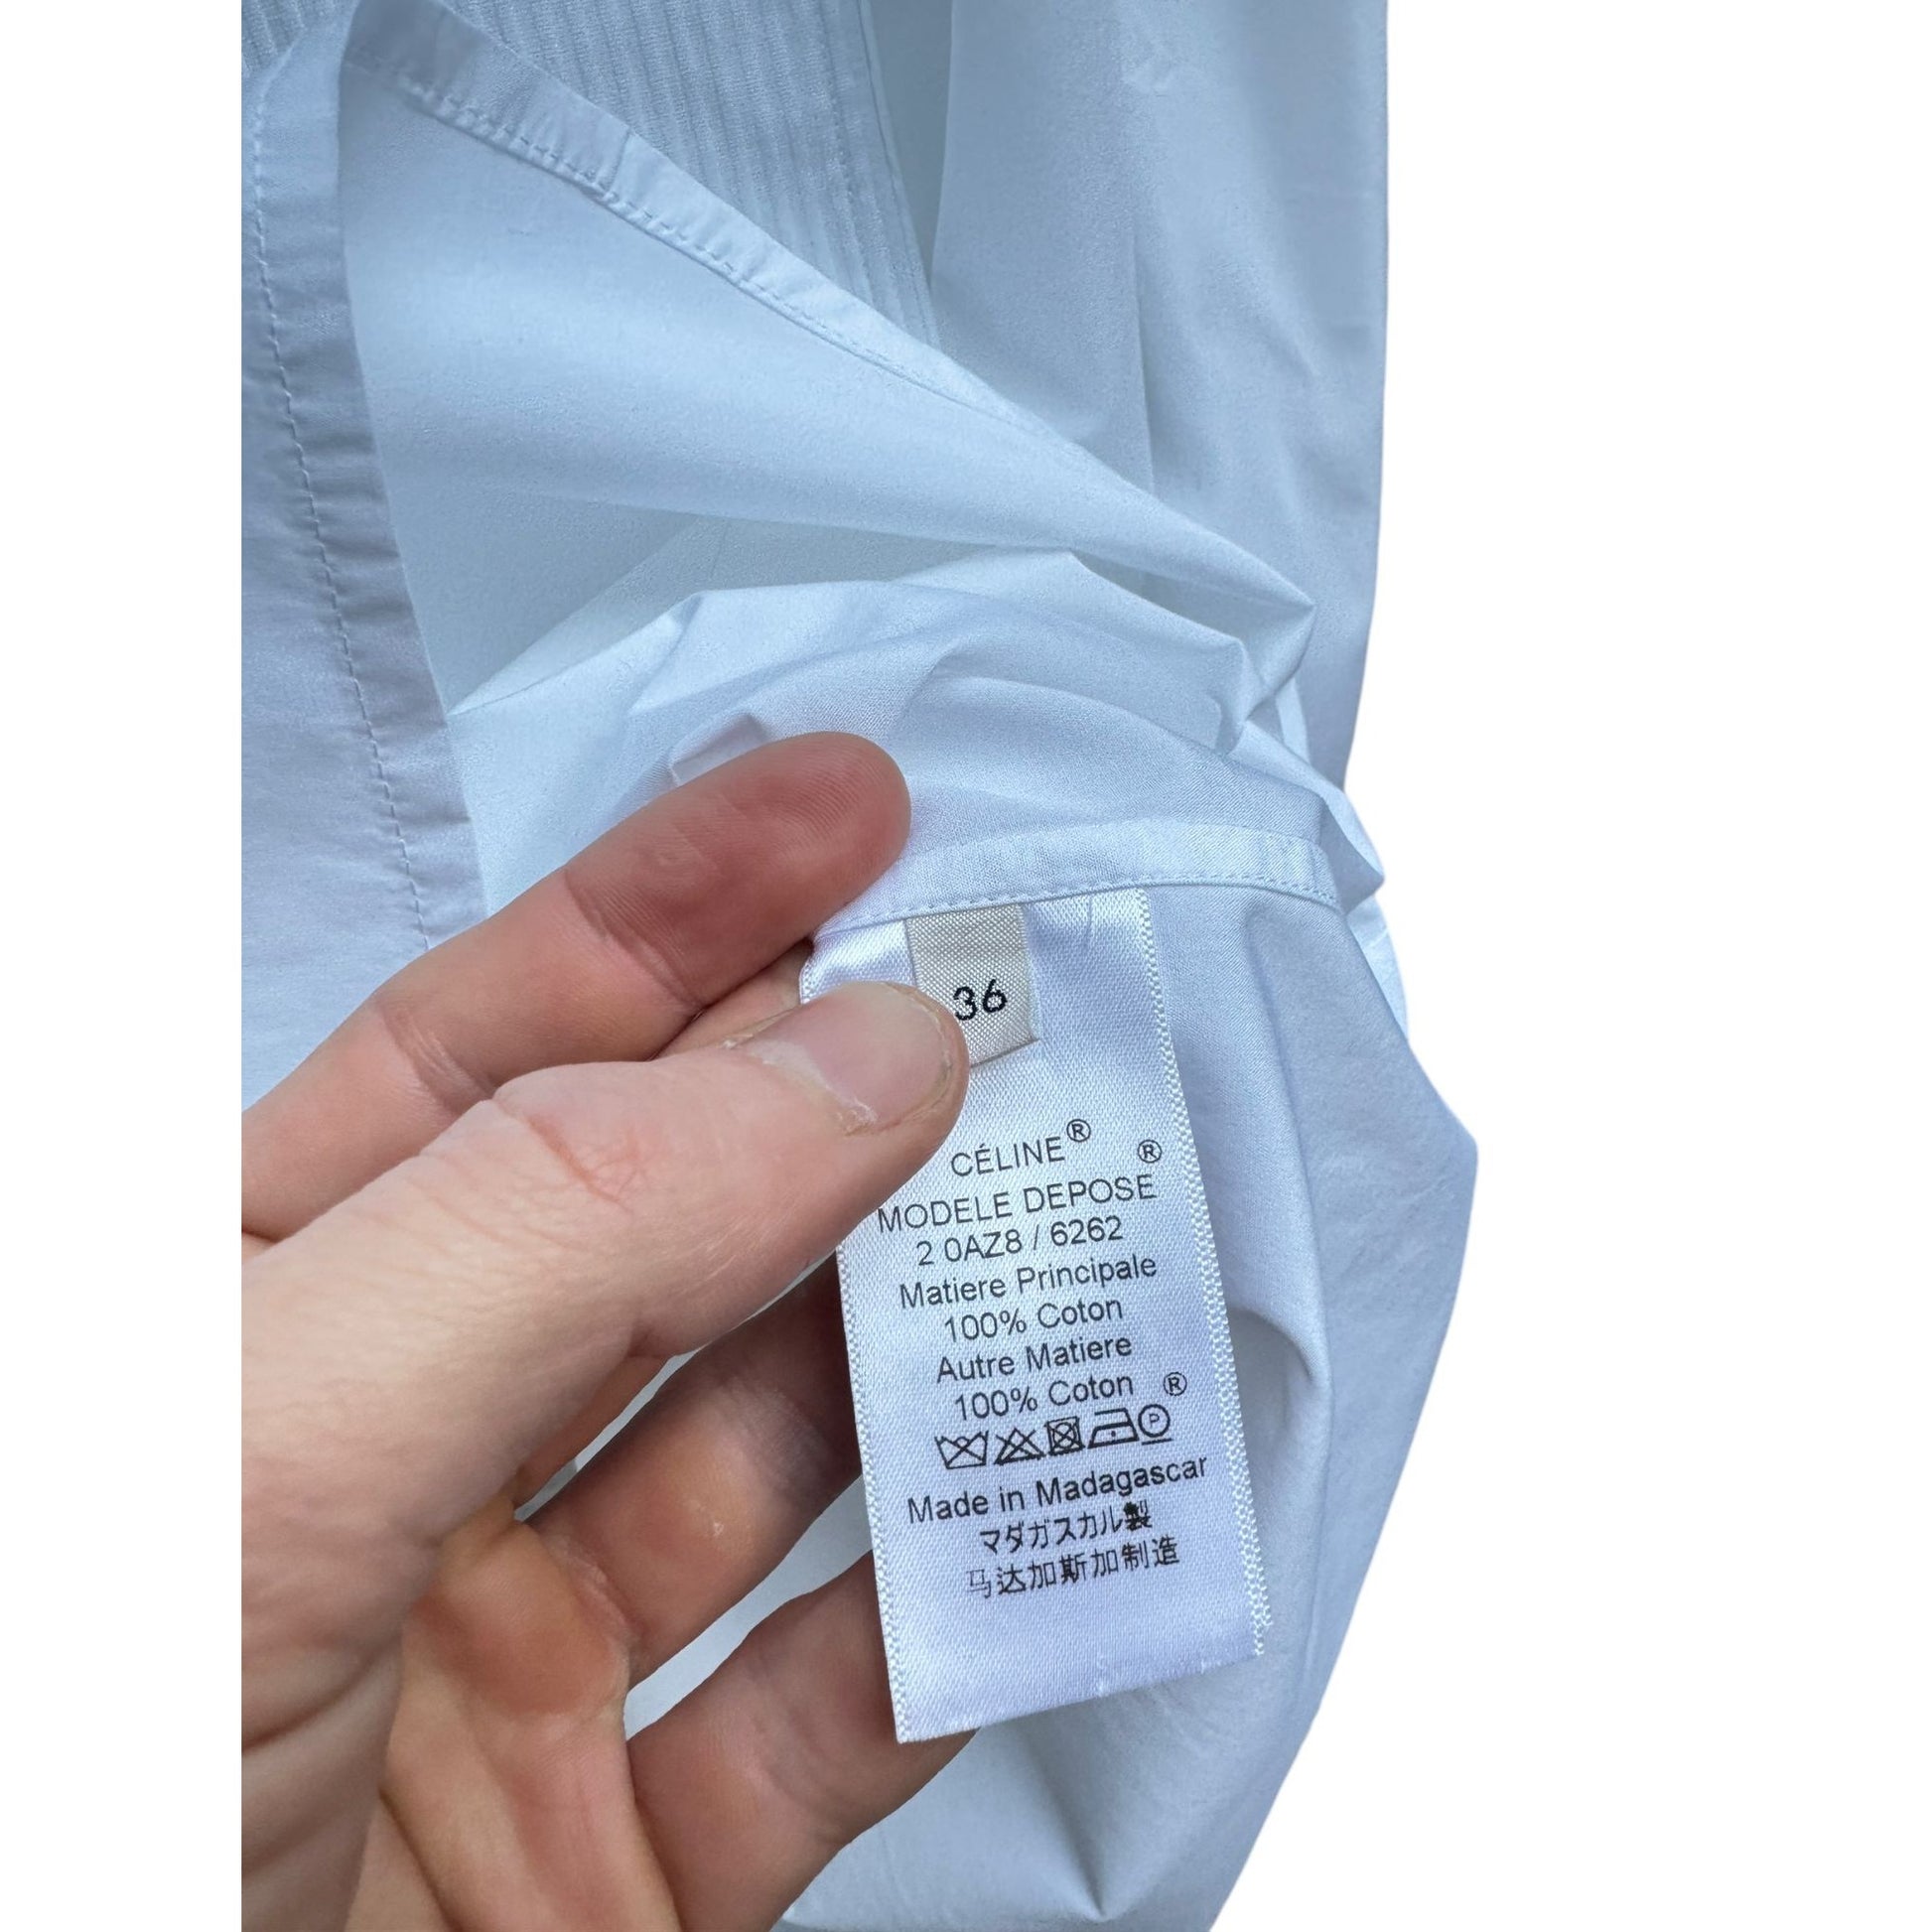 36
CÉLINE®
®
MODELE DEPOSE
2 0AZ8 / 6262
Matiere Principale
100% Coton
Autre Matiere
100% Coton ®
P
Made in Madagascar
マダガスカル製
马达加斯加制造